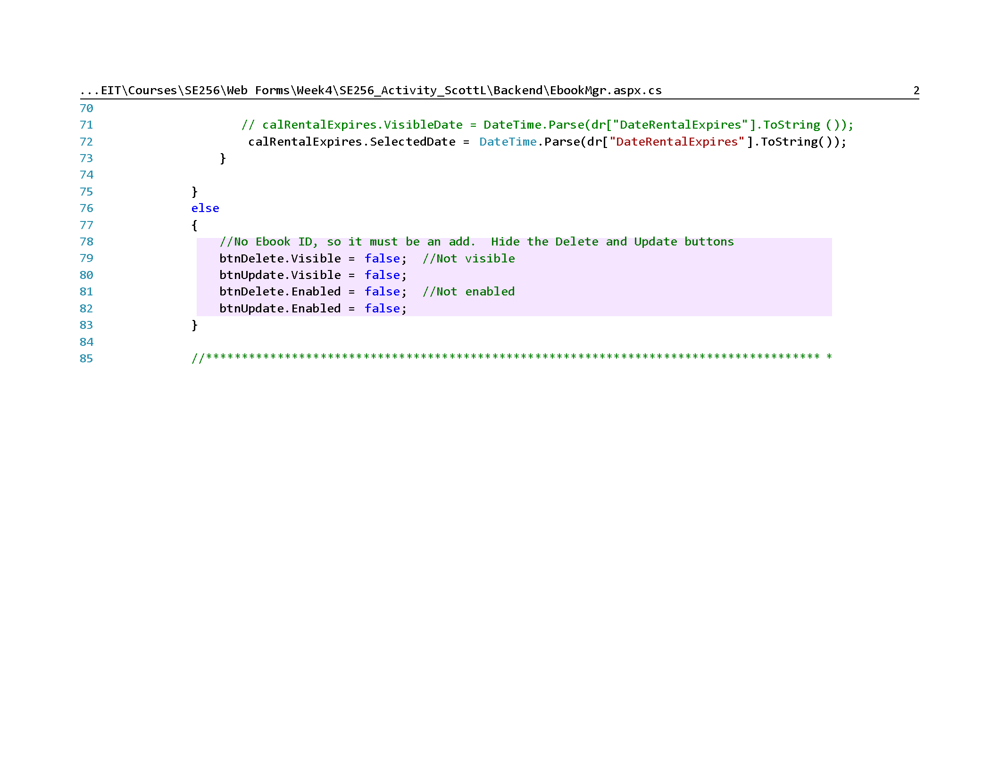 ...EIT\Courses\SE256\Web Forms\Week4\SE256_Activity_ScottL\Backend\EbookMgr.aspx.cs 2
70
71 // calRentalExpires.VisibleDate = DateTime.Parse(dr["DateRentalExpires"].ToString ());
72 calRentalExpires.SelectedDate = DateTime.Parse(dr["DateRentalExpires"].ToString());
73 }
74
75 }
76 else
77 {
78 //No Ebook ID, so it must be an add.  Hide the Delete and Update buttons
79 btnDelete.Visible = false;  //Not visible
80 btnUpdate.Visible = false;
81 btnDelete.Enabled = false;  //Not enabled
82 btnUpdate.Enabled = false;
83 }
84
85 //************************************************************************************** *